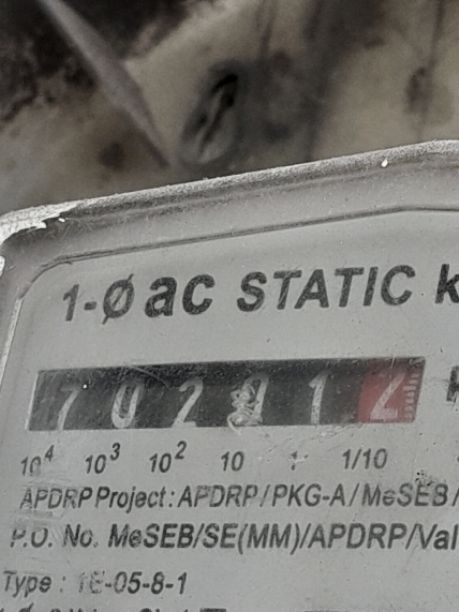 1-Ø ac STATIC k
7 0 2 1 2
10⁴ 10³ 10² 10 1 1/10
APDRP Project: APDRP/PKG-A/MeSEB/
P.O. No. MeSEB/SE(MM)/APDRP/Val
Type : 1E-05-8-1